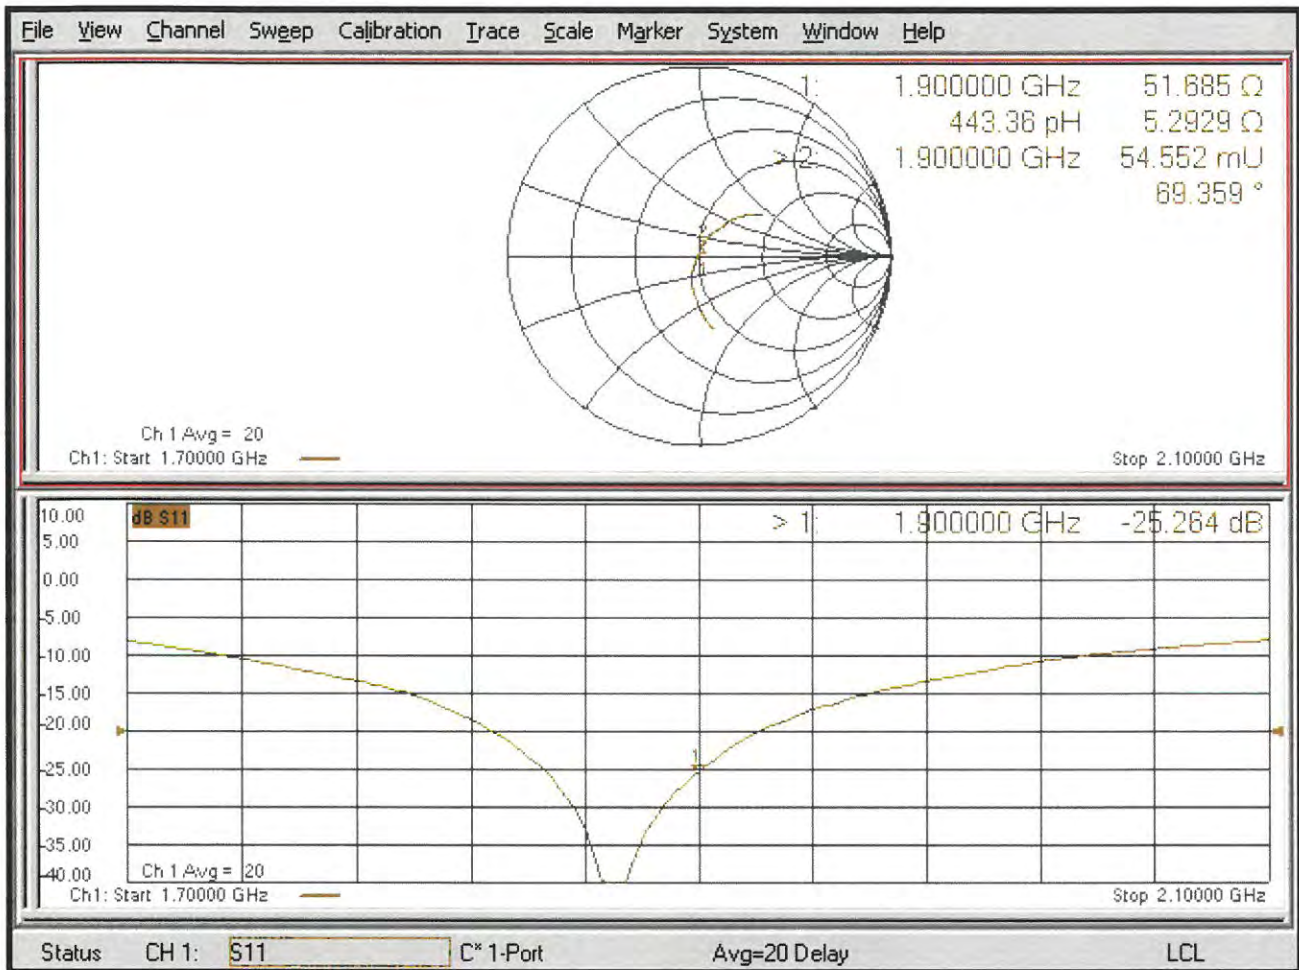 File View Channel Sweep Calibration Trace Scale Marker System Window Help
1: 1.900000 GHz 51.685 Ω
443.36 pH 5.2929 Ω
> 2: 1.900000 GHz 54.552 mU
69.359 °
Ch 1 Avg = 20
Ch1: Start 1.70000 GHz
Stop 2.10000 GHz
10.00
dB S11
> 1: 1.900000 GHz -25.264 dB
5.00
0.00
-5.00
-10.00
-15.00
-20.00
-25.00
1
-30.00
-35.00
-40.00
Ch 1 Avg = 20
Ch1: Start 1.70000 GHz
Stop 2.10000 GHz
Status CH 1: S11 C* 1-Port Avg=20 Delay LCL